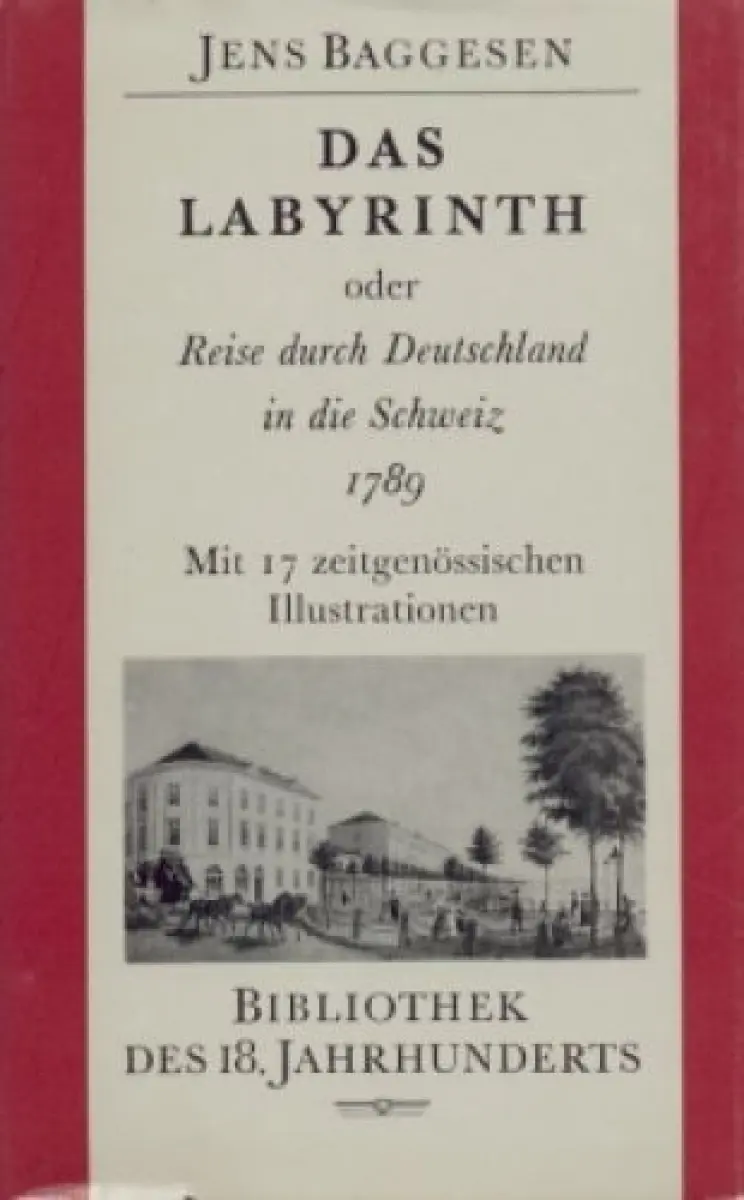 JENS BAGGESEN
DAS
LABYRINTH
oder
Reise durch Deutschland
in die Schweiz
1789
Mit 17 zeitgenössischen
Illustrationen
BIBLIOTHEK
DES 18. JAHRHUNDERTS